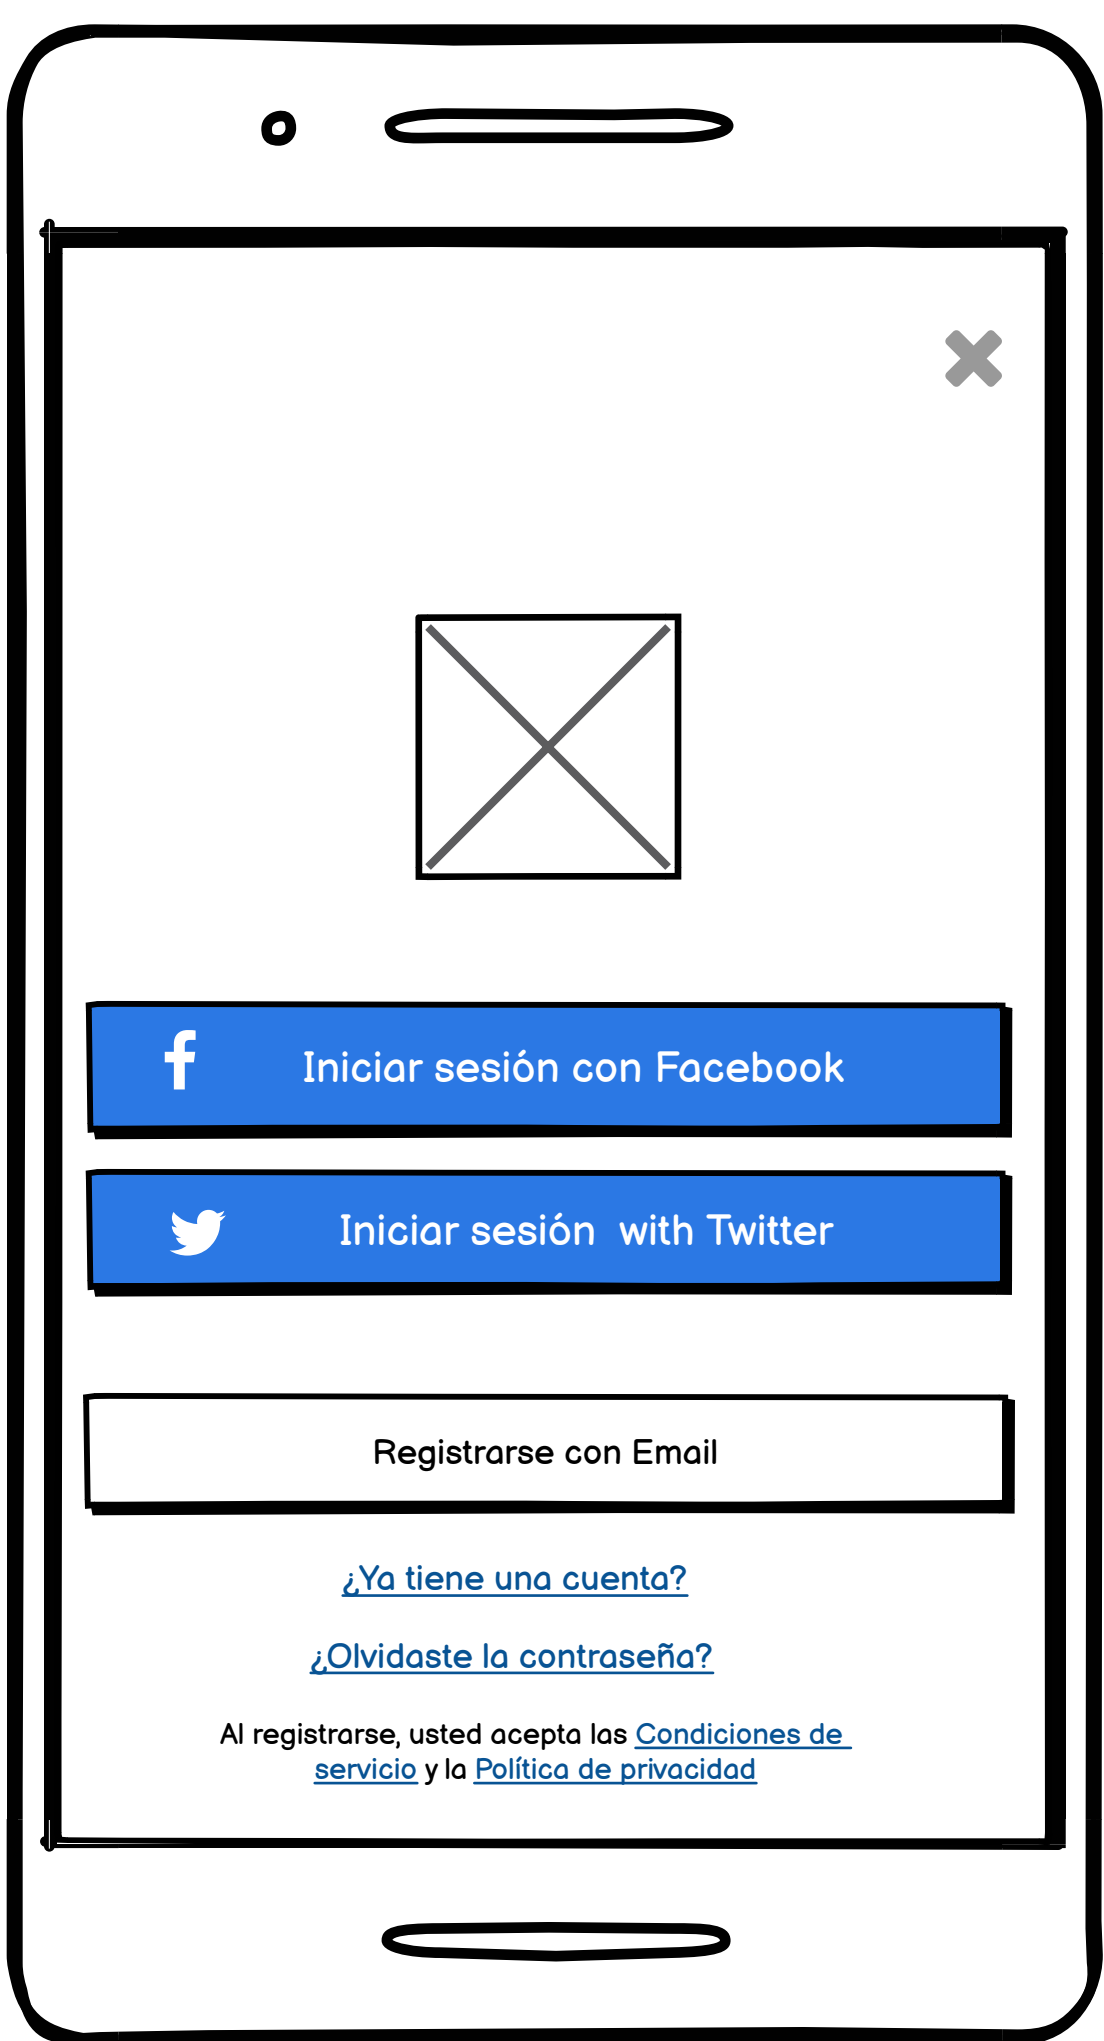 Iniciar sesión con Facebook
Iniciar sesión  with Twitter
Registrarse con Email
¿Ya tiene una cuenta?
¿Olvidaste la contraseña?
Al registrarse, usted acepta las Condiciones de
servicio y la Política de privacidad